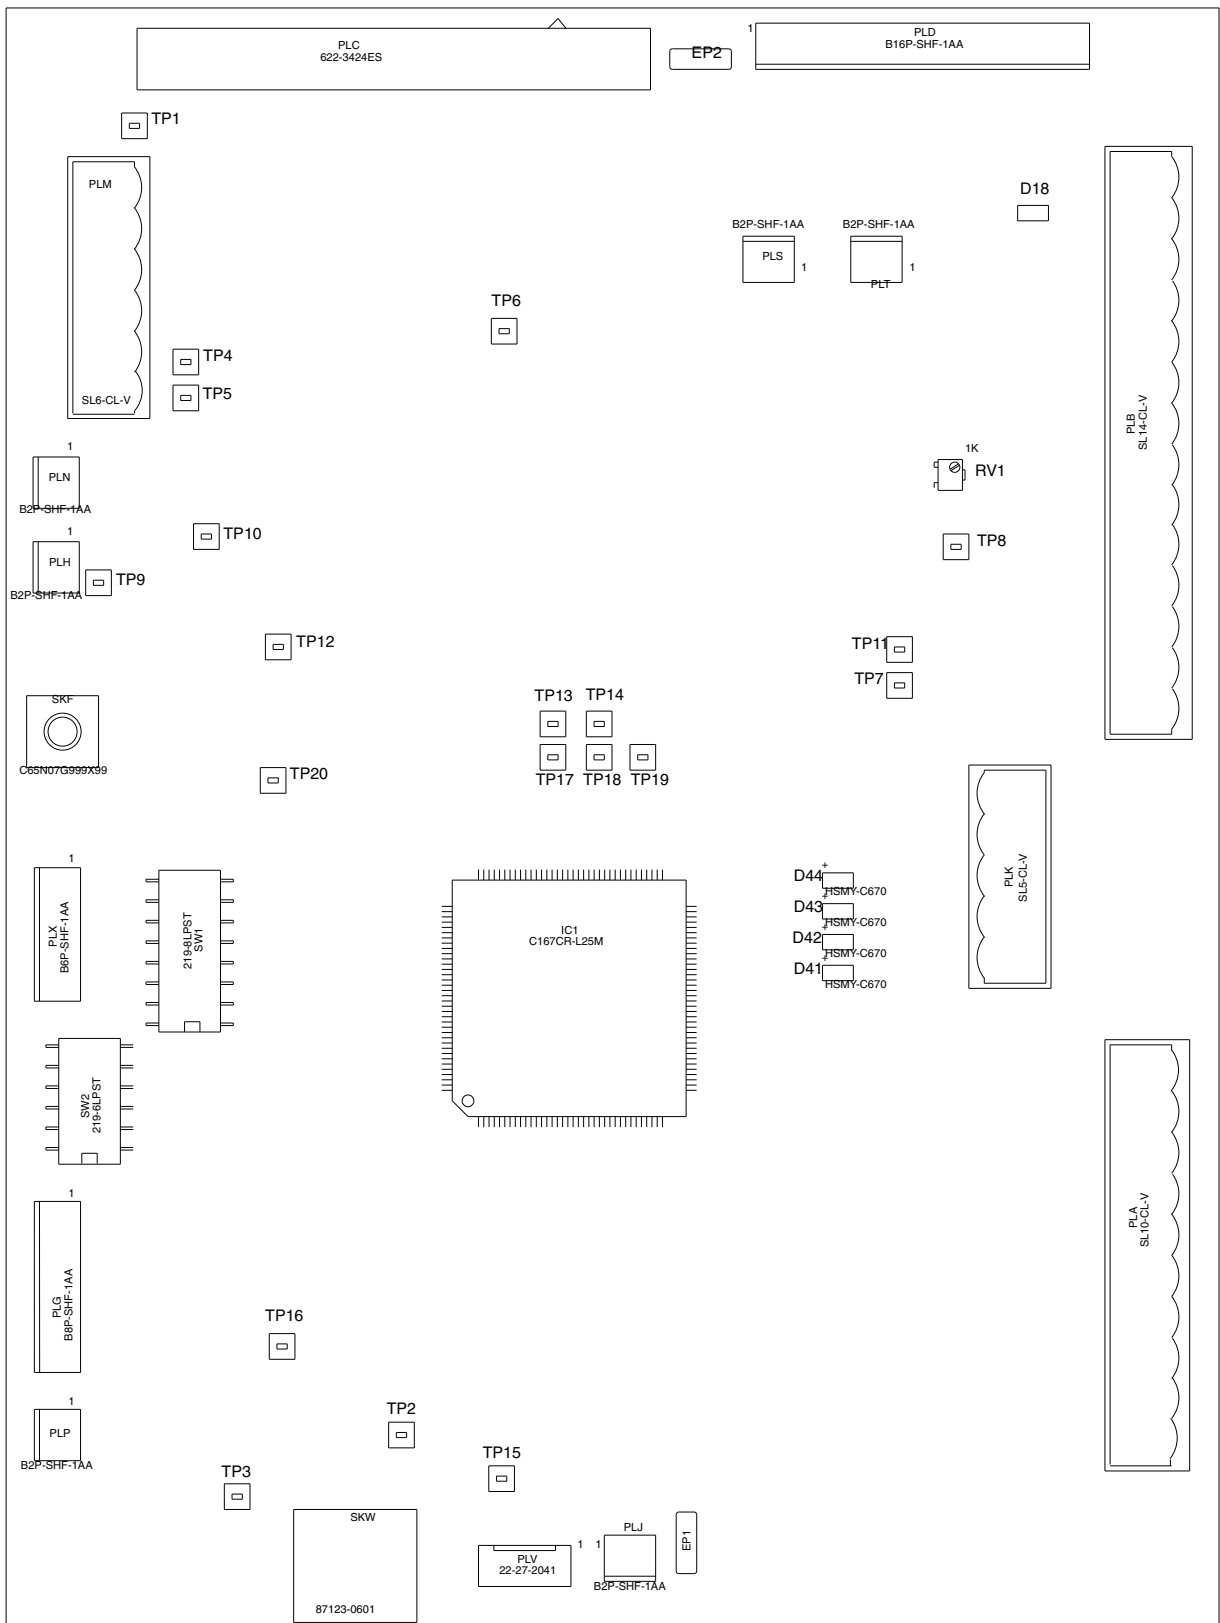 PLC
622-3424ES
EP2
1
PLD
B16P-SHF-1AA
TP1
PLM
SL6-CL-V
D18
B2P-SHF-1AA
PLS
1
B2P-SHF-1AA
PLT
1
TP6
TP4
TP5
PLB
SL14-CL-V
1
PLN
B2P-SHF-1AA
1K
RV1
1
PLH
B2P-SHF-1AA
TP9
TP10
TP8
TP12
TP11
TP7
SKF
C65N07G999X99
TP13
TP14
TP17
TP18
TP19
TP20
PLK
SL5-CL-V
1
PLX
B6P-SHF-1AA
219-8LPST
SW1
IC1
C167CR-L25M
+
D44
HSMY-C670
+
D43
HSMY-C670
+
D42
HSMY-C670
+
D41
HSMY-C670
SW2
219-6LPST
PLA
SL10-CL-V
1
PLG
B8P-SHF-1AA
TP16
1
PLP
B2P-SHF-1AA
TP2
TP15
TP3
SKW
87123-0601
PLV
22-27-2041
1
1
PLJ
B2P-SHF-1AA
EP1